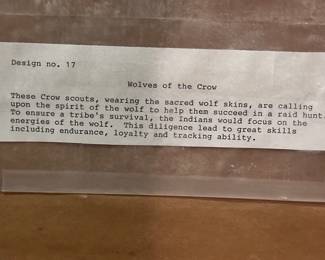 Design no. 17
Wolves of the Crow
These Crow scouts, wearing the sacred wolf skins, are calling
upon the spirit of the wolf to help them succeed in a raid hunt.
To ensure a tribe's survival, the Indians would focus on the
energies of the wolf. This diligence lead to great skills
including endurance, loyalty and tracking ability.